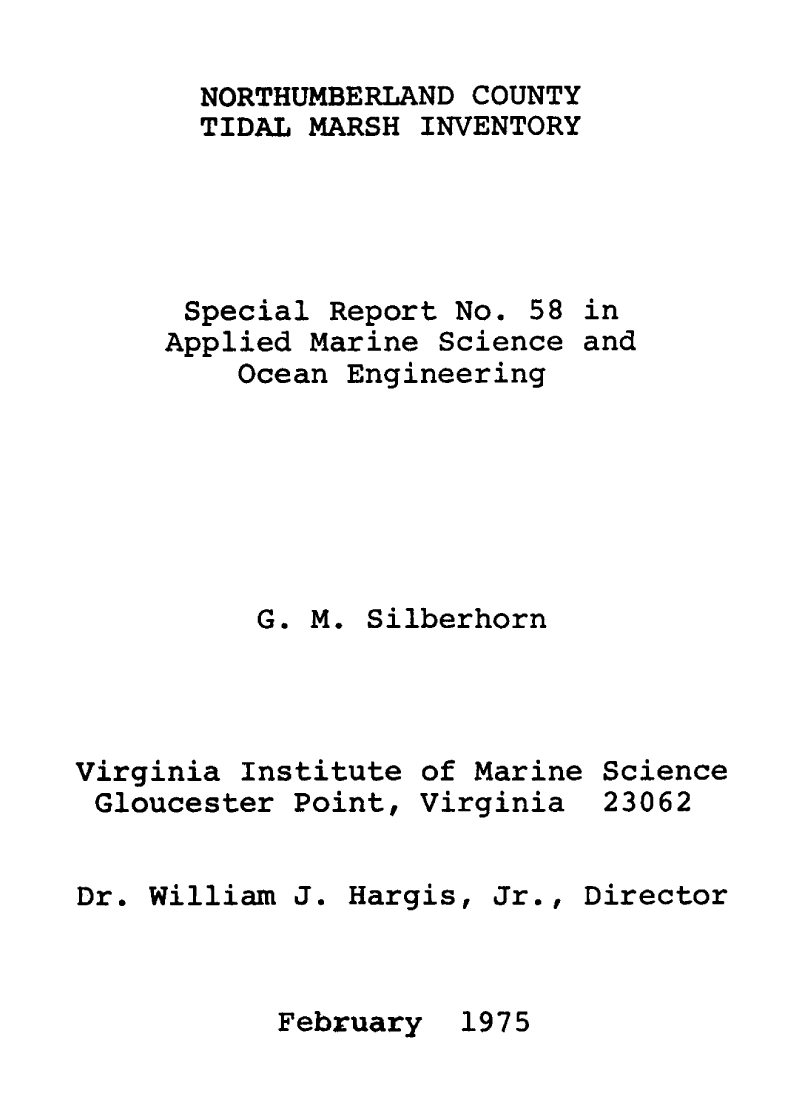 NORTHUMBERLAND COUNTY
TIDAL MARSH INVENTORY
Special Report No. 58 in
Applied Marine Science and
Ocean Engineering
G. M. Silberhorn
Virginia Institute of Marine Science
Gloucester Point, Virginia  23062
Dr. William J. Hargis, Jr., Director
February  1975